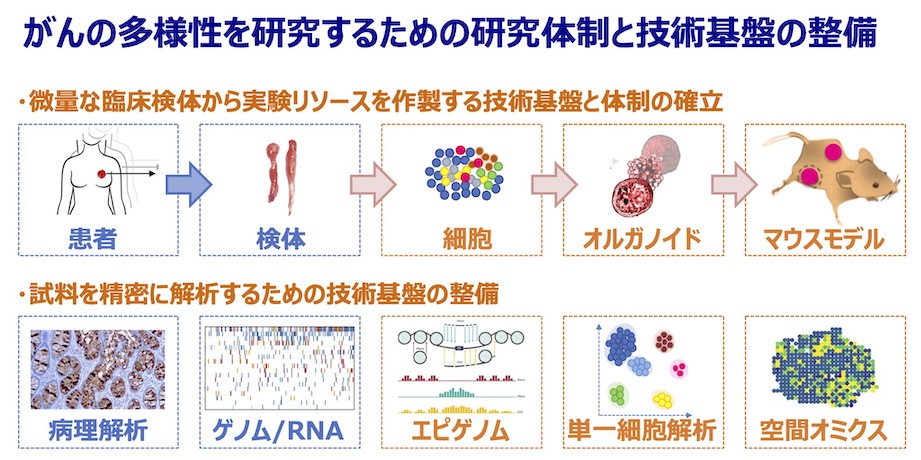 がんの多様性を研究するための研究体制と技術基盤の整備
・微量な臨床検体から実験リソースを作製する技術基盤と体制の確立
患者
検体
細胞
オルガノイド
マウスモデル
・試料を精密に解析するための技術基盤の整備
病理解析
ゲノム/RNA
エピゲノム
単一細胞解析
空間オミクス